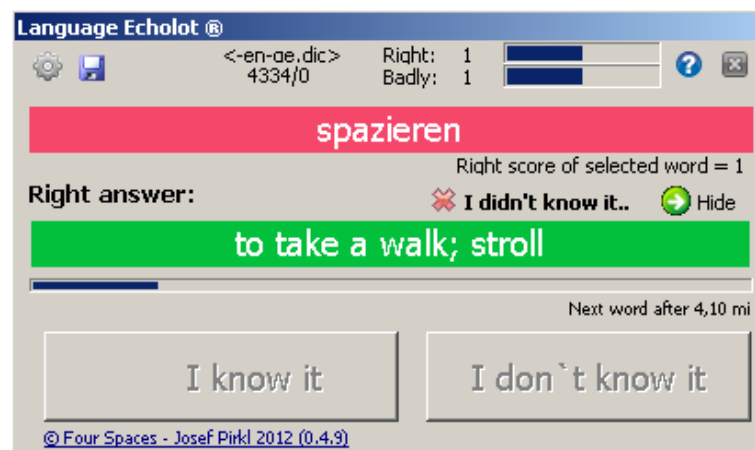 Language Echolot ®
<-en-ge.dic> Right: 1
4334/0 Badly: 1
spazieren
Right score of selected word = 1
Right answer: I didn't know it.. Hide
to take a walk; stroll
Next word after 4,10 mi
I know it I don`t know it
© Four Spaces - Josef Pirkl 2012 (0.4.9)